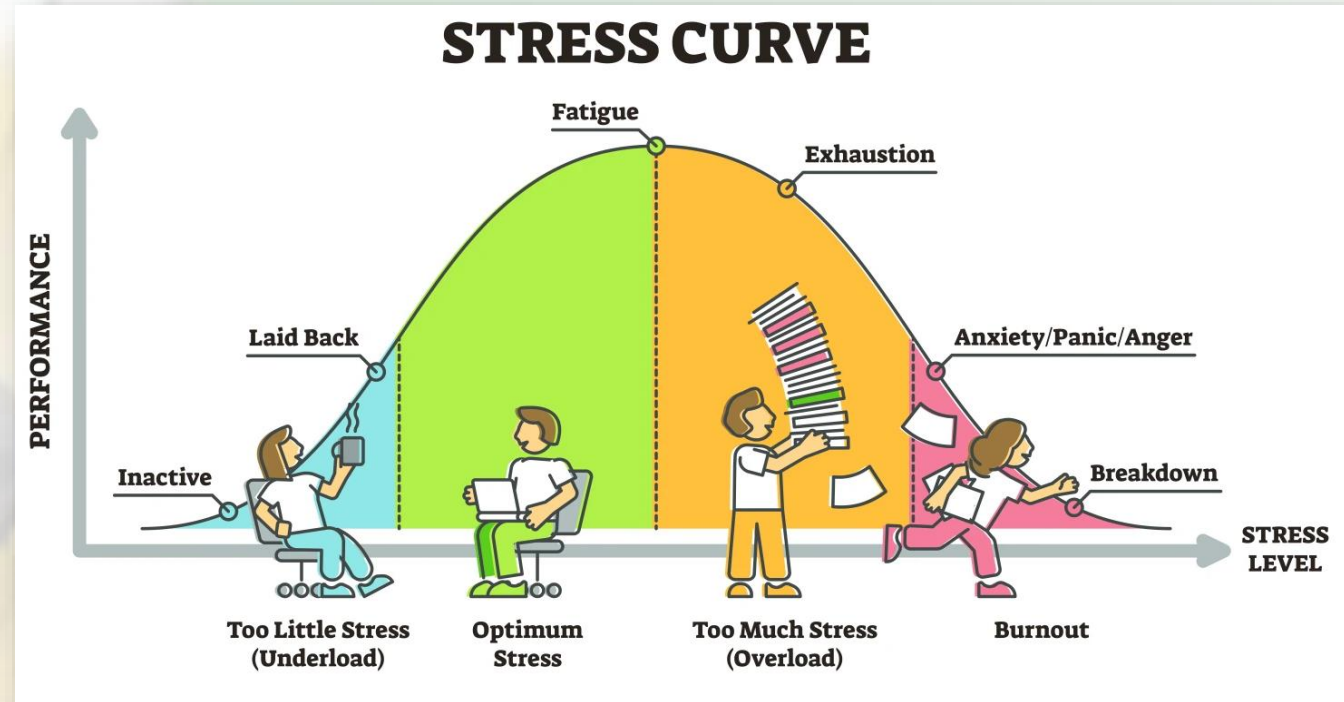 STRESS CURVE
Fatigue
Exhaustion
PERFORMANCE
Laid Back
Anxiety/Panic/Anger
Inactive
Breakdown
STRESS
LEVEL
Too Little Stress
(Underload)
Optimum
Stress
Too Much Stress
(Overload)
Burnout